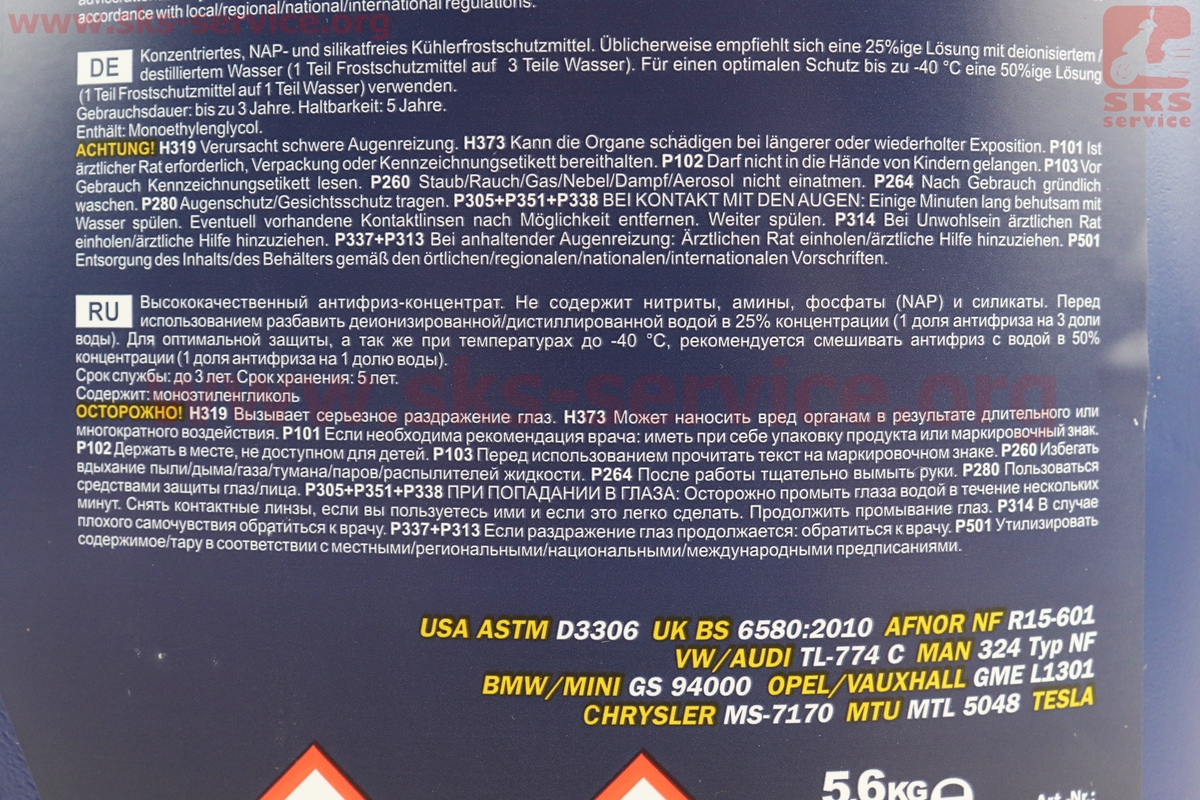 accordance with local/regional/national/international regulations.
www.sks-service.org
SKS
service
DE Konzentriertes, NAP- und silikatfreies Kühlerfrostschutzmittel. Üblicherweise empfiehlt sich eine 25%ige Lösung mit deionisiertem/
destilliertem Wasser (1 Teil Frostschutzmittel auf 3 Teile Wasser). Für einen optimalen Schutz bis zu -40 °C eine 50%ige Lösung
(1 Teil Frostschutzmittel auf 1 Teil Wasser) verwenden.
Gebrauchsdauer: bis zu 3 Jahre. Haltbarkeit: 5 Jahre.
Enthält: Monoethylenglycol.
ACHTUNG! H319 Verursacht schwere Augenreizung. H373 Kann die Organe schädigen bei längerer oder wiederholter Exposition. P101 Ist
ärztlicher Rat erforderlich, Verpackung oder Kennzeichnungsetikett bereithalten. P102 Darf nicht in die Hände von Kindern gelangen. P103 Vor
Gebrauch Kennzeichnungsetikett lesen. P260 Staub/Rauch/Gas/Nebel/Dampf/Aerosol nicht einatmen. P264 Nach Gebrauch gründlich
waschen. P280 Augenschutz/Gesichtsschutz tragen. P305+P351+P338 BEI KONTAKT MIT DEN AUGEN: Einige Minuten lang behutsam mit
Wasser spülen. Eventuell vorhandene Kontaktlinsen nach Möglichkeit entfernen. Weiter spülen. P314 Bei Unwohlsein ärztlichen Rat
einholen/ärztliche Hilfe hinzuziehen. P337+P313 Bei anhaltender Augenreizung: Ärztlichen Rat einholen/ärztliche Hilfe hinzuziehen. P501
Entsorgung des Inhalts/des Behälters gemäß den örtlichen/regionalen/nationalen/internationalen Vorschriften.
RU Высококачественный антифриз-концентрат. Не содержит нитриты, амины, фосфаты (NAP) и силикаты. Перед
использованием разбавить деионизированной/дистиллированной водой в 25% концентрации (1 доля антифриза на 3 доли
воды). Для оптимальной защиты, а так же при температурах до -40 °С, рекомендуется смешивать антифриз с водой в 50%
концентрации (1 доля антифриза на 1 долю воды).
Срок службы: до 3 лет. Срок хранения: 5 лет.
www.sks-service.org
Содержит: моноэтиленгликоль
ОСТОРОЖНО! H319 Вызывает серьезное раздражение глаз. H373 Может наносить вред органам в результате длительного или
многократного воздействия. P101 Если необходима рекомендация врача: иметь при себе упаковку продукта или маркировочный знак.
P102 Держать в месте, не доступном для детей. P103 Перед использованием прочитать текст на маркировочном знаке. P260 Избегать
вдыхание пыли/дыма/газа/тумана/паров/распылителей жидкости. P264 После работы тщательно вымыть руки. P280 Пользоваться
средствами защиты глаз/лица. P305+P351+P338 ПРИ ПОПАДАНИИ В ГЛАЗА: Осторожно промыть глаза водой в течение нескольких
минут. Снять контактные линзы, если вы пользуетесь ими и если это легко сделать. Продолжить промывание глаз. P314 В случае
плохого самочувствия обратиться к врачу. P337+P313 Если раздражение глаз продолжается: обратиться к врачу. P501 Утилизировать
содержимое/тару в соответствии с местными/региональными/национальными/международными предписаниями.
USA ASTM D3306 UK BS 6580:2010 AFNOR NF R15-601
VW/AUDI TL-774 C MAN 324 Typ NF
BMW/MINI GS 94000 OPEL/VAUXHALL GME L1301
CHRYSLER MS-7170 MTU MTL 5048 TESLA
5,6KG e
Art.-Nr.: